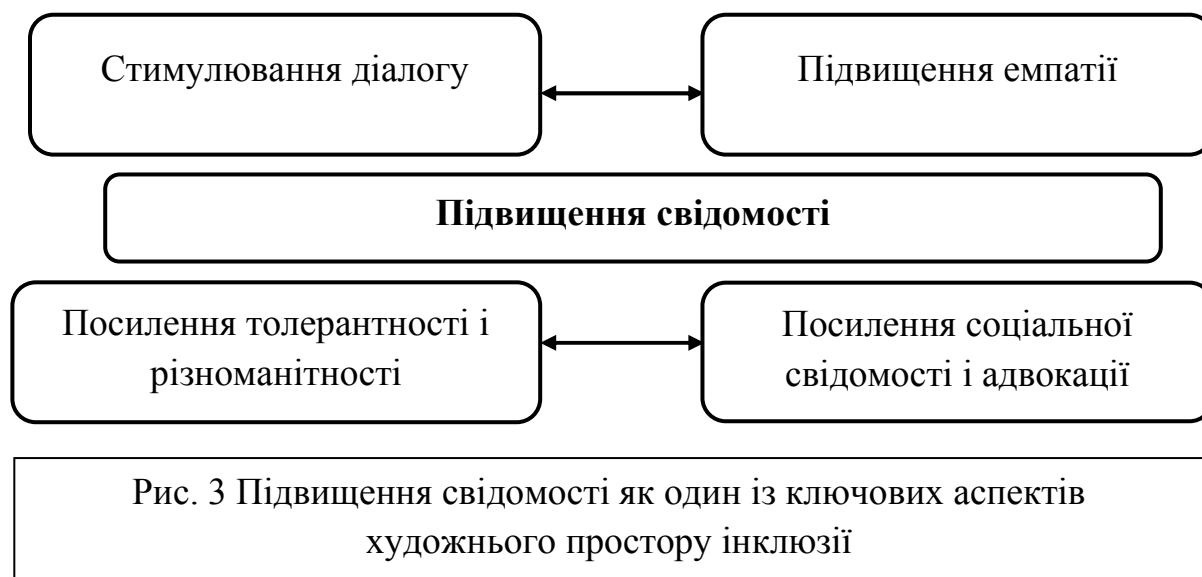 Стимулювання діалогу
Підвищення емпатії
Підвищення свідомості
Посилення толерантності і
різноманітності
Посилення соціальної
свідомості і адвокації
Рис. 3 Підвищення свідомості як один із ключових аспектів
художнього простору інклюзії